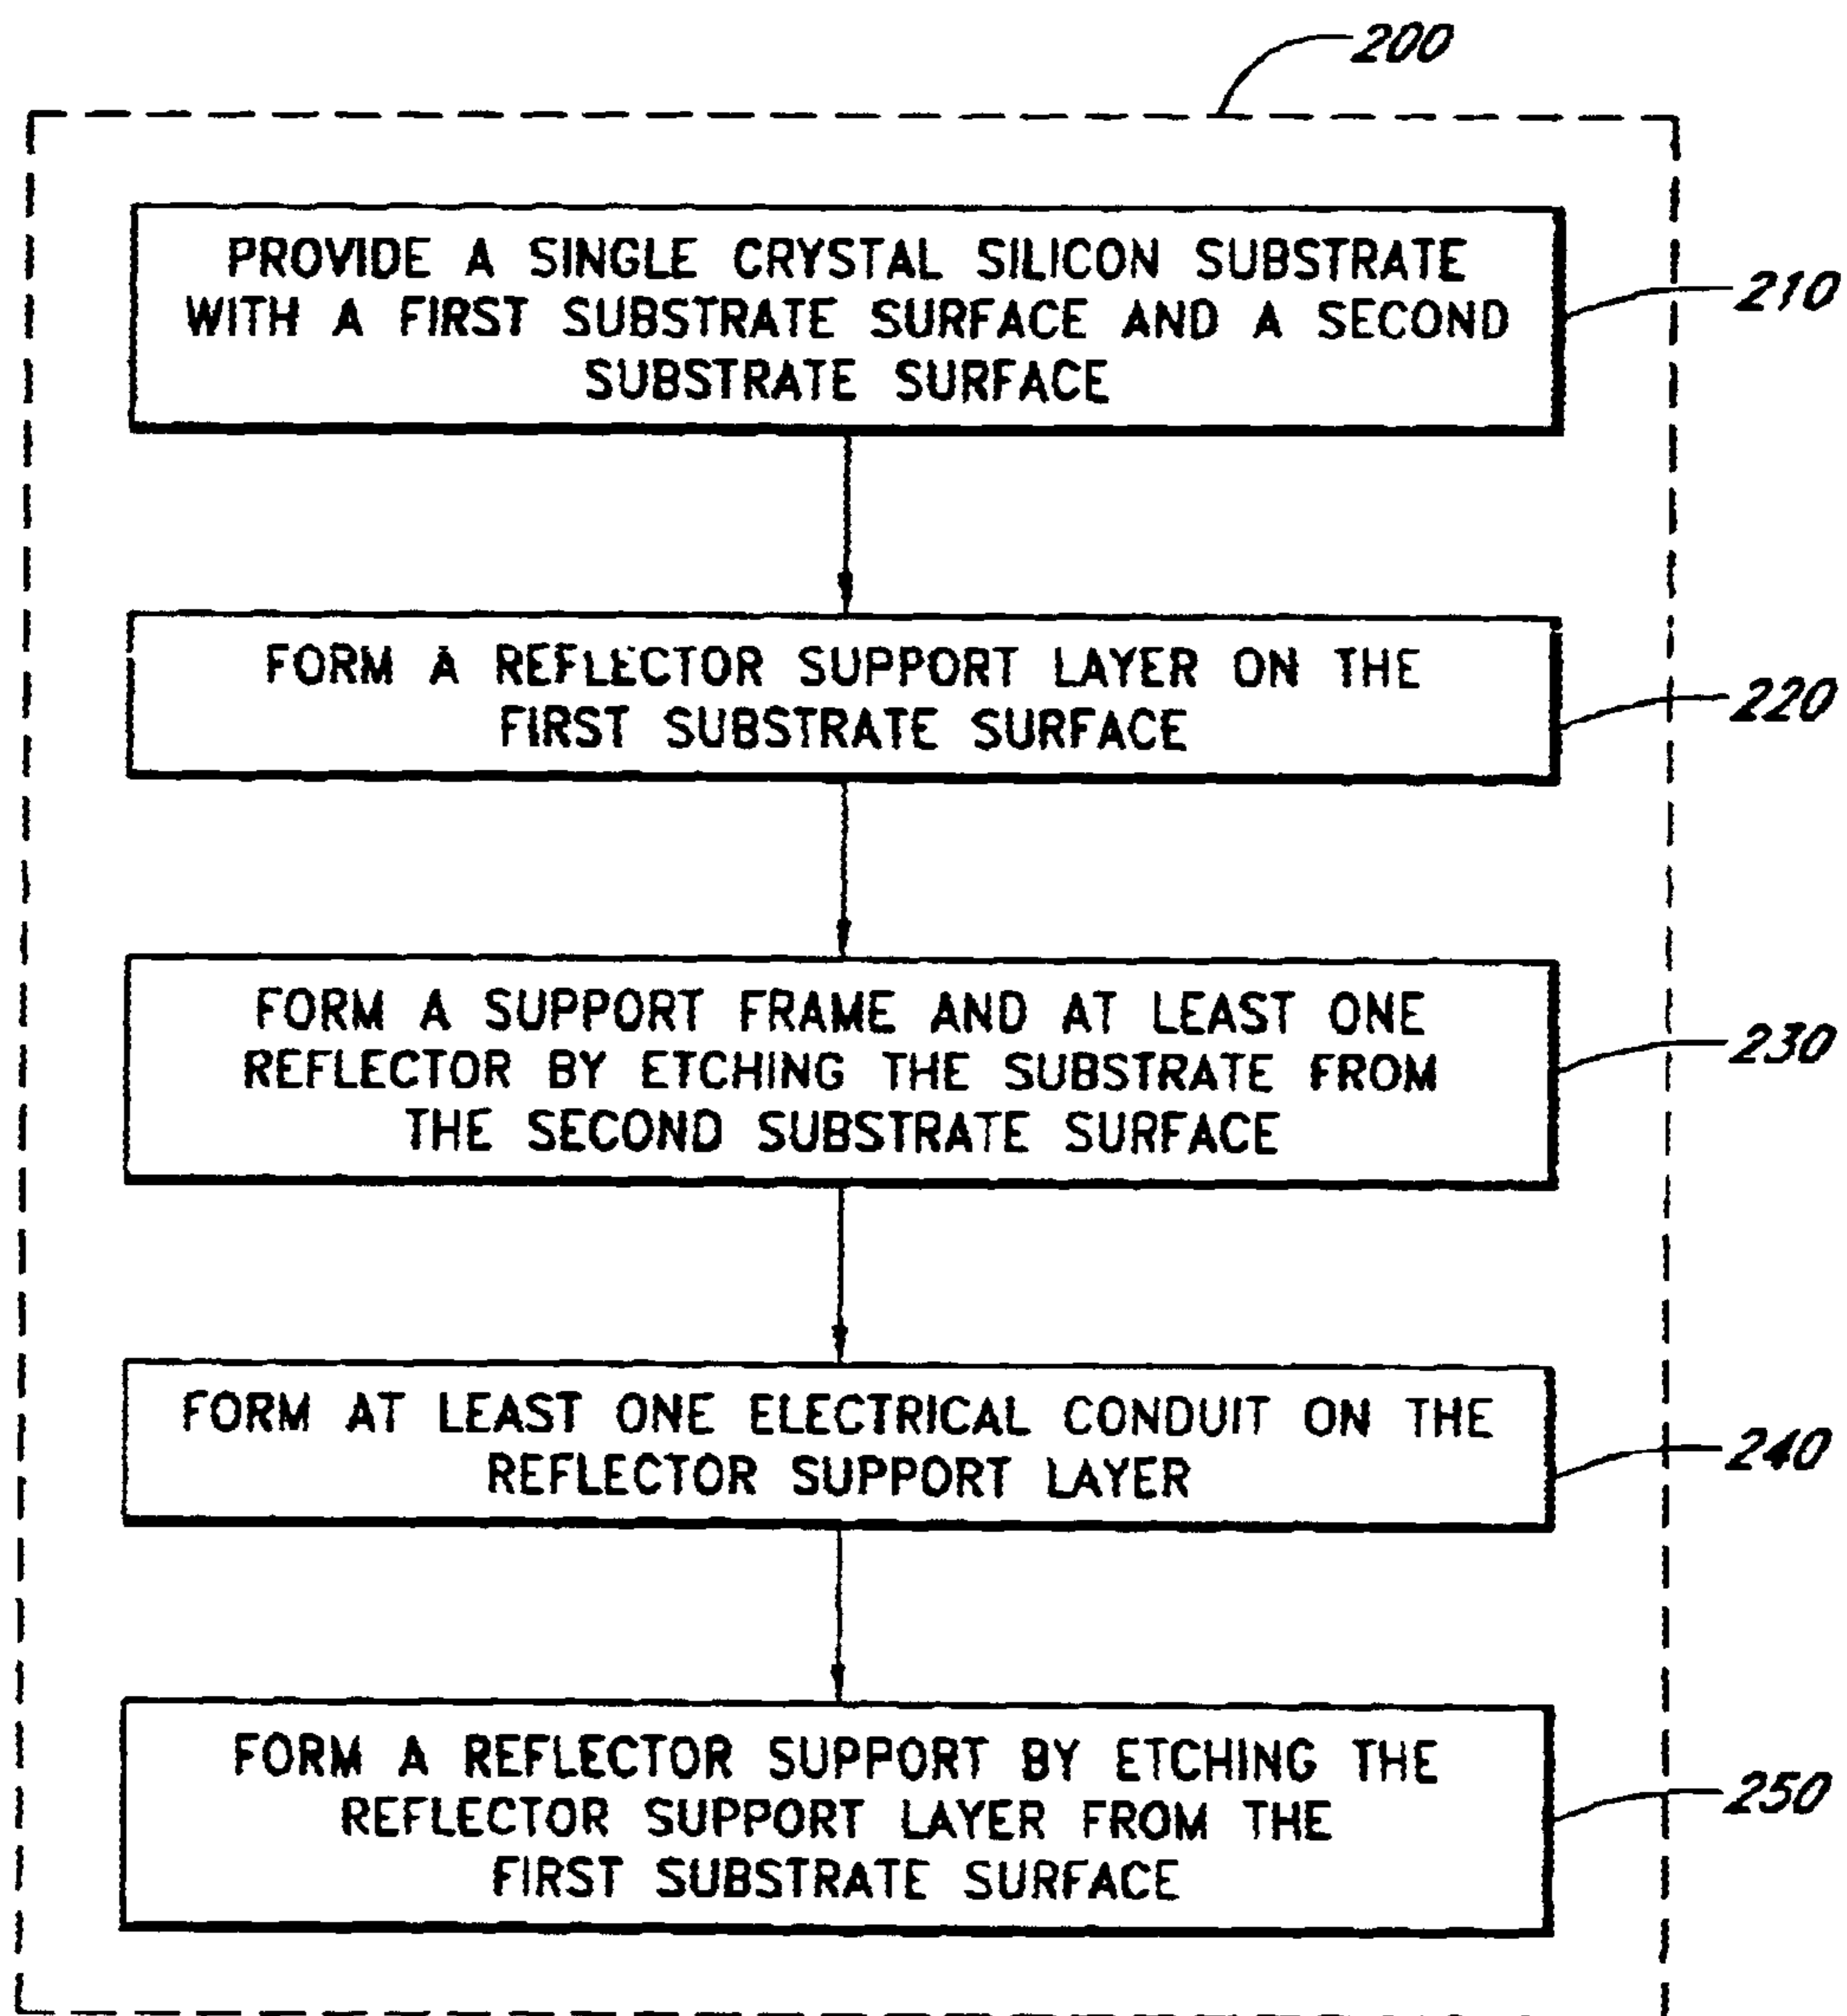 200
PROVIDE A SINGLE CRYSTAL SILICON SUBSTRATE
WITH A FIRST SUBSTRATE SURFACE AND A SECOND
SUBSTRATE SURFACE
210
FORM A REFLECTOR SUPPORT LAYER ON THE
FIRST SUBSTRATE SURFACE
220
FORM A SUPPORT FRAME AND AT LEAST ONE
REFLECTOR BY ETCHING THE SUBSTRATE FROM
THE SECOND SUBSTRATE SURFACE
230
FORM AT LEAST ONE ELECTRICAL CONDUIT ON THE
REFLECTOR SUPPORT LAYER
240
FORM A REFLECTOR SUPPORT BY ETCHING THE
REFLECTOR SUPPORT LAYER FROM THE
FIRST SUBSTRATE SURFACE
250